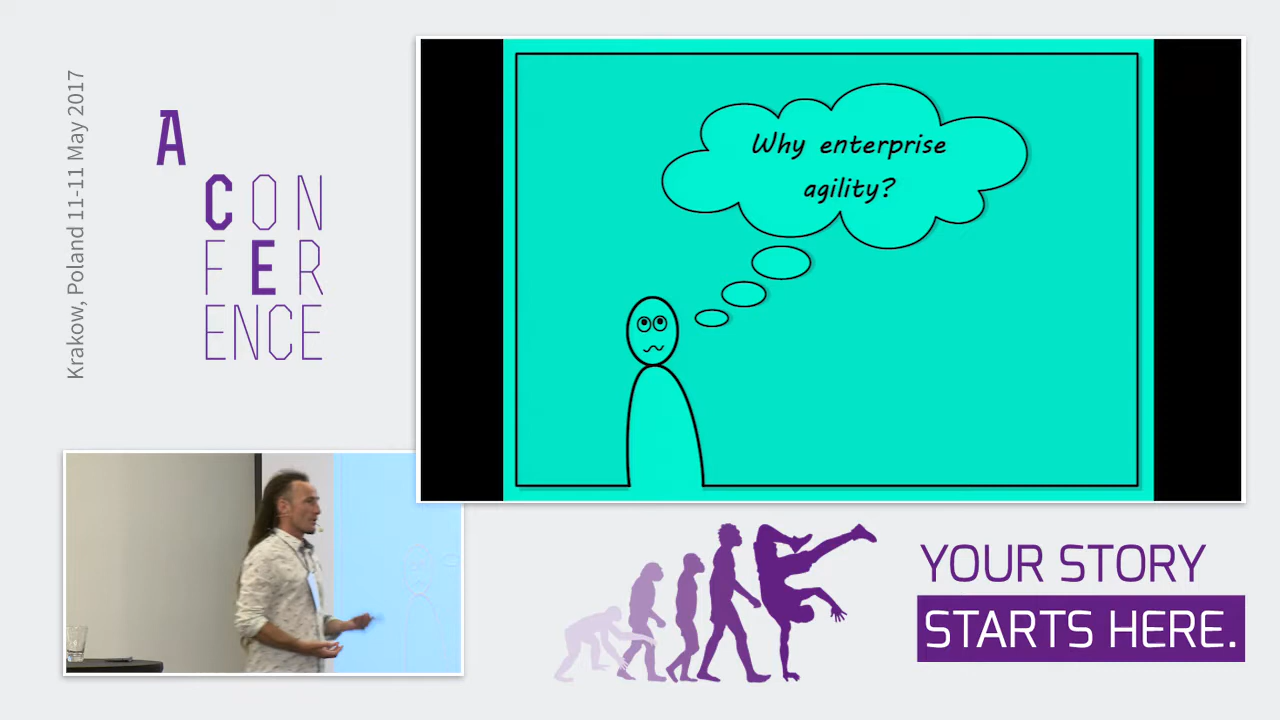 Krakow, Poland 11-11 May 2017
A
CON
FER
ENCE
Why enterprise
agility?
YOUR STORY
STARTS HERE.